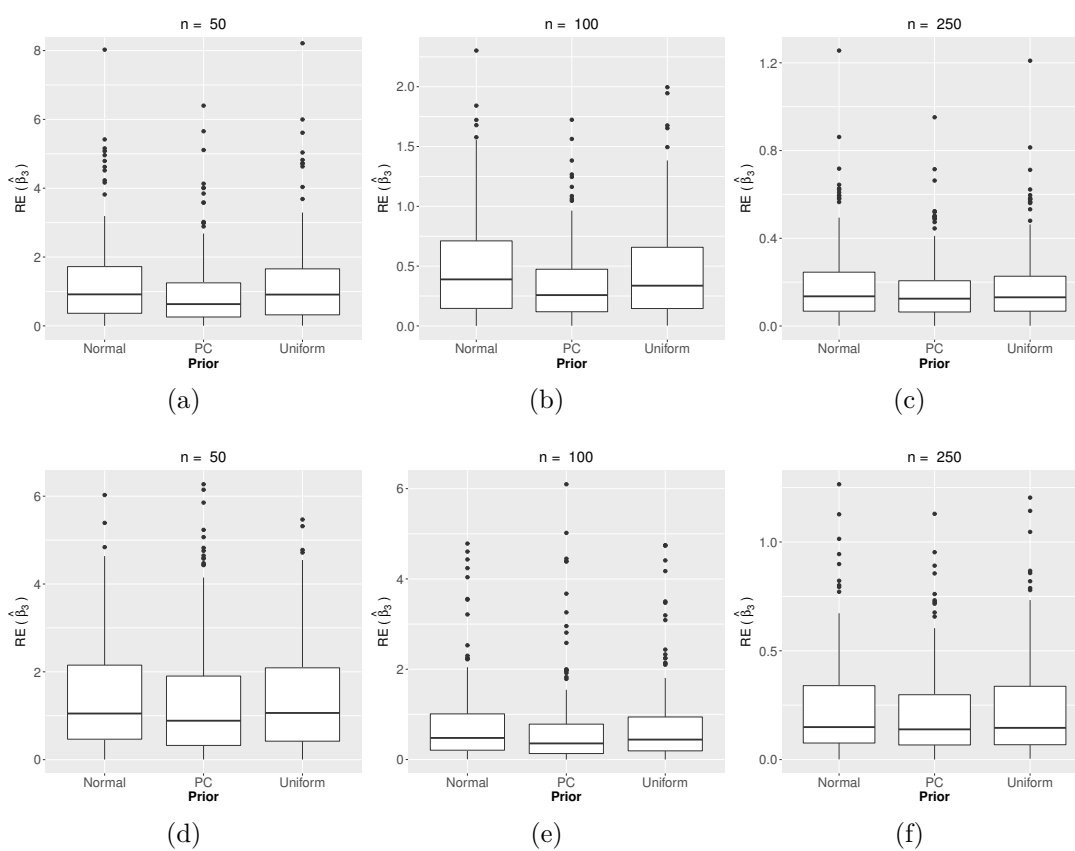 n = 50
8
6
4
2
0
RE ( β̂3 )
Normal PC Uniform
Prior
(a)
n = 100
2.0
1.5
1.0
0.5
0.0
RE ( β̂3 )
Normal PC Uniform
Prior
(b)
n = 250
1.2
0.8
0.4
0.0
RE ( β̂3 )
Normal PC Uniform
Prior
(c)
n = 50
6
4
2
0
RE ( β̂3 )
Normal PC Uniform
Prior
(d)
n = 100
6
4
2
0
RE ( β̂3 )
Normal PC Uniform
Prior
(e)
n = 250
1.0
0.5
0.0
RE ( β̂3 )
Normal PC Uniform
Prior
(f)